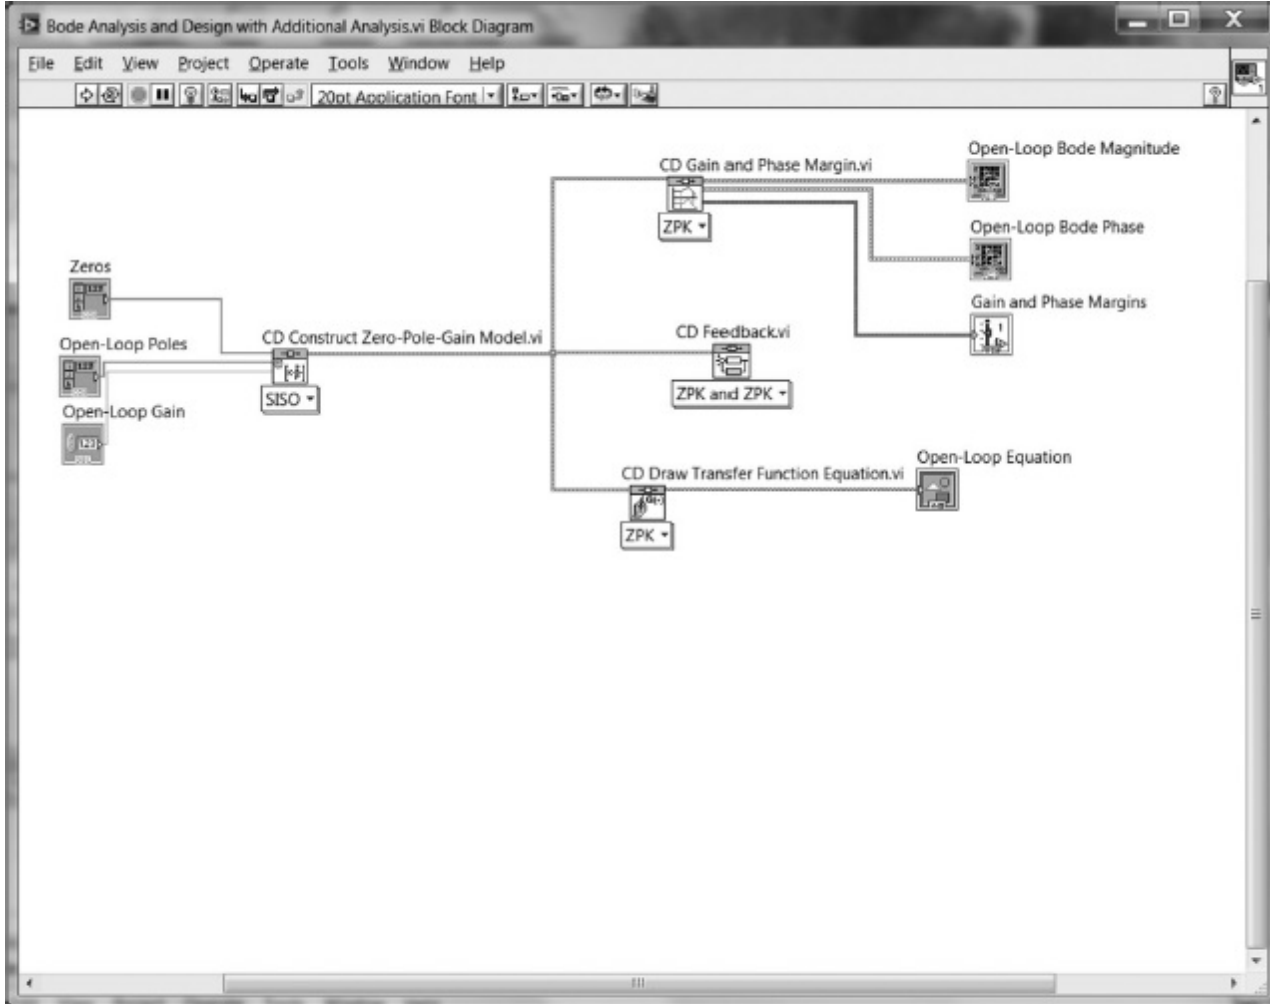 Bode Analysis and Design with Additional Analysis.vi Block Diagram
File Edit View Project Operate Tools Window Help
20pt Application Font
Open-Loop Bode Magnitude
CD Gain and Phase Margin.vi
ZPK
Open-Loop Bode Phase
Zeros
Gain and Phase Margins
CD Construct Zero-Pole-Gain Model.vi
CD Feedback.vi
Open-Loop Poles
SISO
ZPK and ZPK
Open-Loop Gain
Open-Loop Equation
CD Draw Transfer Function Equation.vi
ZPK